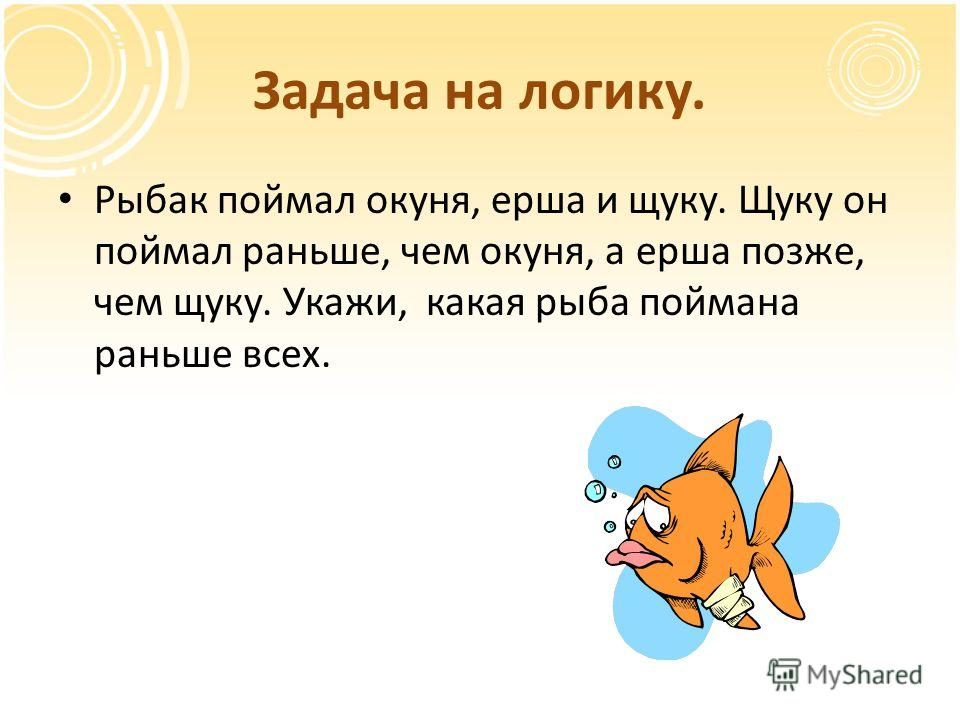 Задача на логику.
• Рыбак поймал окуня, ерша и щуку. Щуку он
поймал раньше, чем окуня, а ерша позже,
чем щуку. Укажи, какая рыба поймана
раньше всех.
MyShared